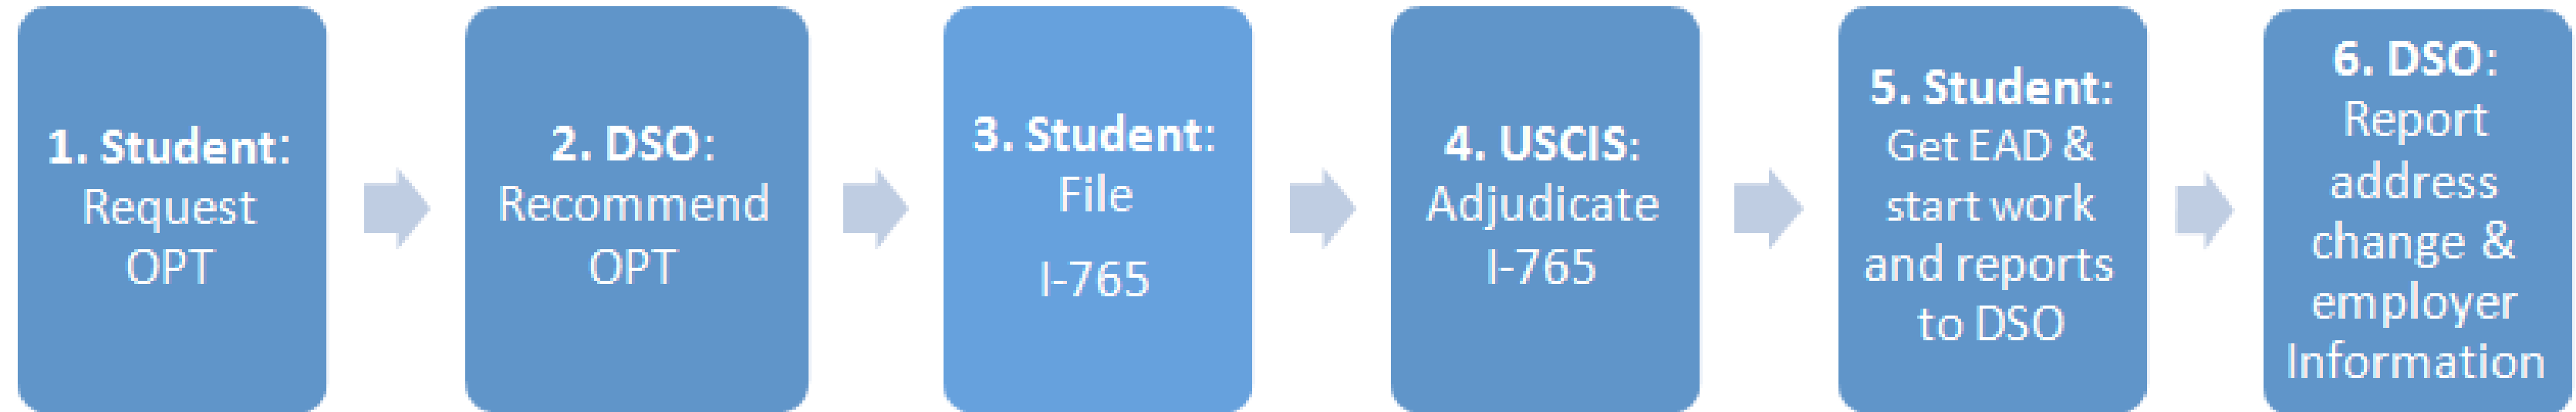 1. Student:
Request
OPT
2. DSO:
Recommend
OPT
3. Student:
File
I-765
4. USCIS:
Adjudicate
I-765
5. Student:
Get EAD &
start work
and reports
to DSO
6. DSO:
Report
address
change &
employer
Information